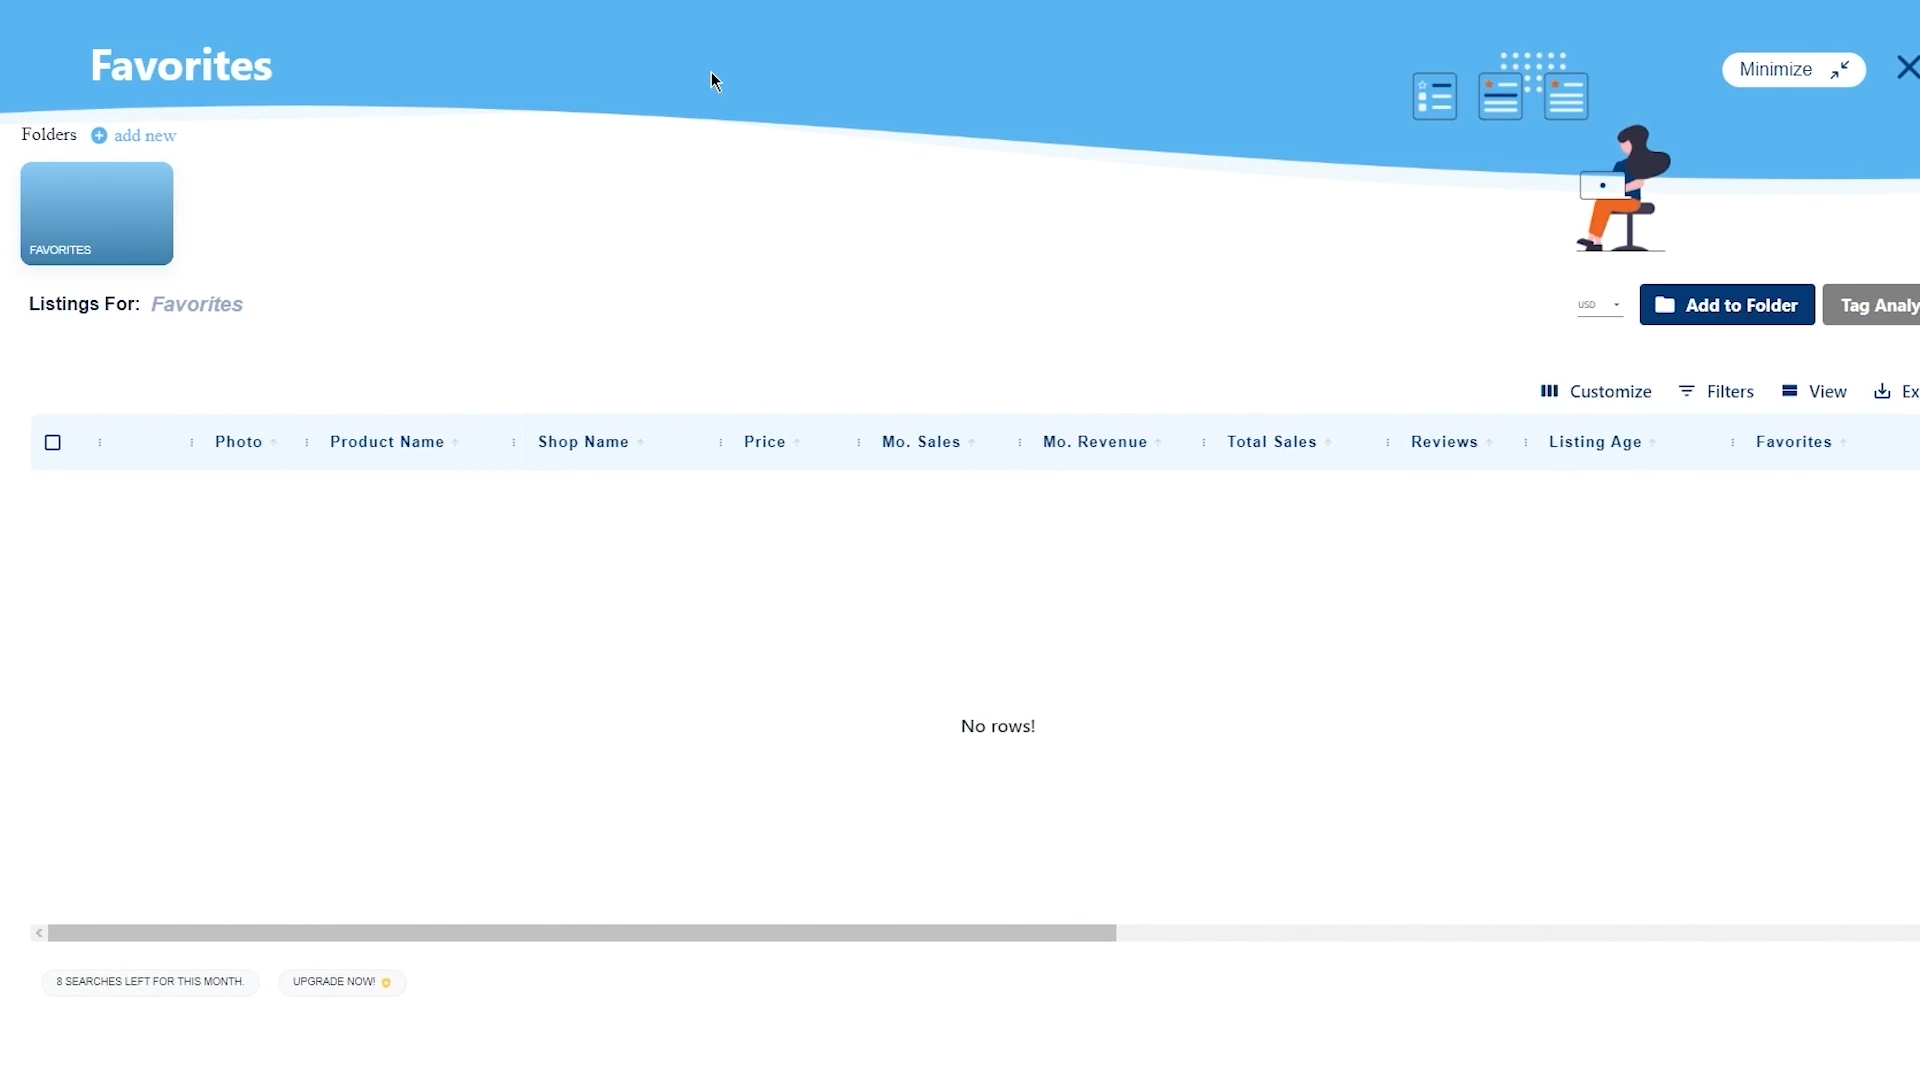 Favorites
Minimize
Folders add new
FAVORITES
Listings For: Favorites
USD Add to Folder Tag Analy
Customize Filters View Ex
Photo Product Name Shop Name Price Mo. Sales Mo. Revenue Total Sales Reviews Listing Age Favorites
No rows!
8 SEARCHES LEFT FOR THIS MONTH. UPGRADE NOW!